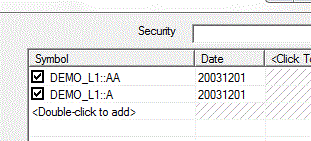 Security
Symbol Date <Click T
DEMO_L1::AA 20031201
DEMO_L1::A 20031201
<Double-click to add>